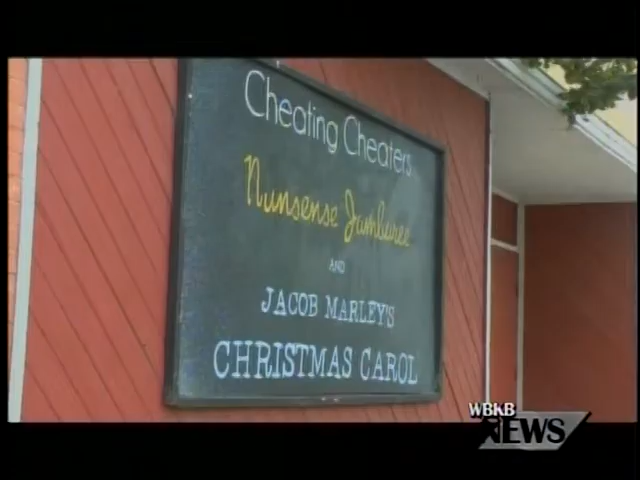 Cheating Cheaters
Nunsense Jamboree
AND
JACOB MARLEY'S
CHRISTMAS CAROL
WBKB
NEWS